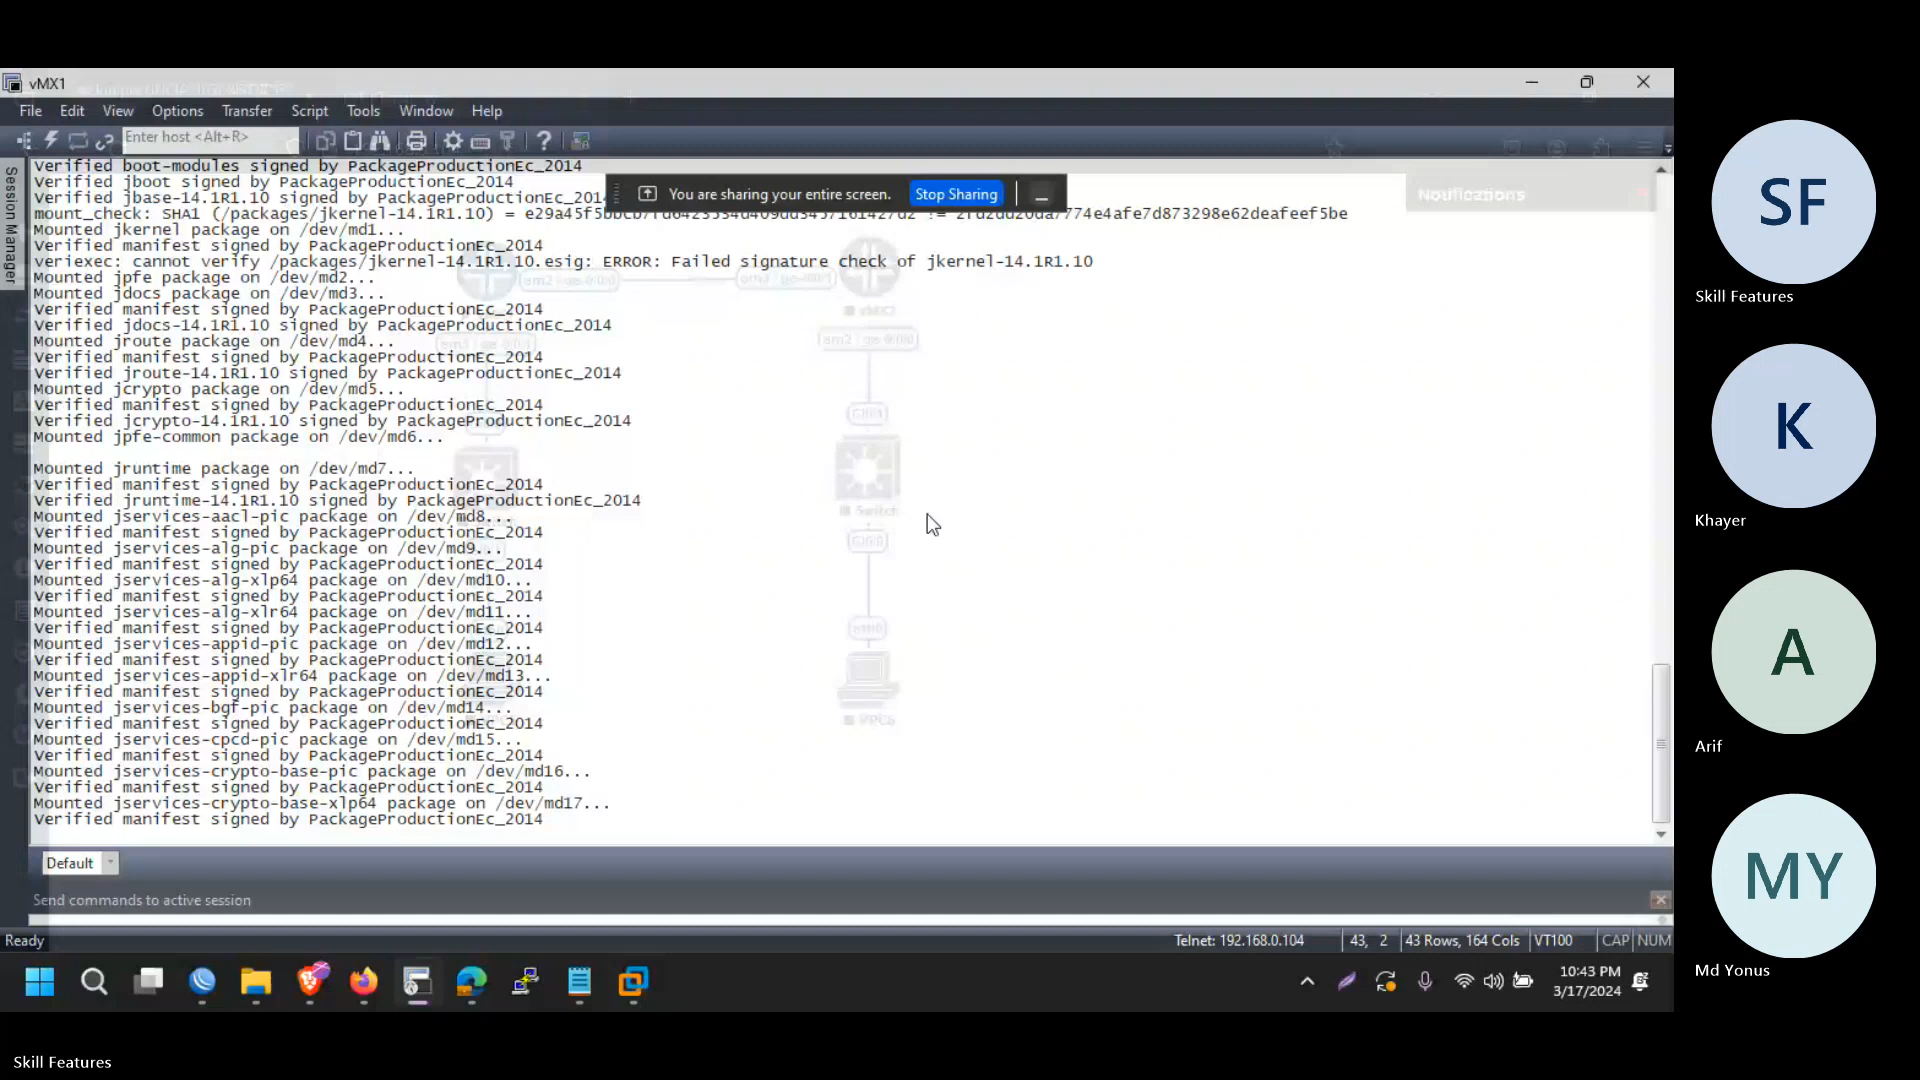 vMX1
File Edit View Options Transfer Script Tools Window Help
Enter host <Alt+R>
Session Manager
Verified boot-modules signed by PackageProductionEc_2014
Verified jboot signed by PackageProductionEc_2014
Verified jbase-14.1R1.10 signed by PackageProductionEc_201
You are sharing your entire screen. Stop Sharing
Notifications
mount_check: SHA1 (/packages/jkernel-14.1R1.10) =
Mounted jkernel package on /dev/md1...
Verified manifest signed by PackageProductionEc_2014
veriexec: cannot verify /packages/jkernel-14.1R1.10.esig: ERROR: Failed signature check of jkernel-14.1R1.10
Mounted jpfe package on /dev/md2...
Mounted jdocs package on /dev/md3...
Verified manifest signed by PackageProductionEc_2014
Verified jdocs-14.1R1.10 signed by PackageProductionEc_2014
Mounted jroute package on /dev/md4...
Verified manifest signed by PackageProductionEc_2014
Verified jroute-14.1R1.10 signed by PackageProductionEc_2014
Mounted jcrypto package on /dev/md5...
Verified manifest signed by PackageProductionEc_2014
Verified jcrypto-14.1R1.10 signed by PackageProductionEc_2014
Mounted jpfe-common package on /dev/md6...
Mounted jruntime package on /dev/md7...
Verified manifest signed by PackageProductionEc_2014
Verified jruntime-14.1R1.10 signed by PackageProductionEc_2014
Mounted jservices-aacl-pic package on /dev/md8...
Verified manifest signed by PackageProductionEc_2014
Mounted jservices-alg-pic package on /dev/md9...
Verified manifest signed by PackageProductionEc_2014
Mounted jservices-alg-xlp64 package on /dev/md10...
Verified manifest signed by PackageProductionEc_2014
Mounted jservices-alg-xlr64 package on /dev/md11...
Verified manifest signed by PackageProductionEc_2014
Mounted jservices-appid-pic package on /dev/md12...
Verified manifest signed by PackageProductionEc_2014
Mounted jservices-appid-xlr64 package on /dev/md13...
Verified manifest signed by PackageProductionEc_2014
Mounted jservices-bgf-pic package on /dev/md14...
Verified manifest signed by PackageProductionEc_2014
Mounted jservices-cpcd-pic package on /dev/md15...
Verified manifest signed by PackageProductionEc_2014
Mounted jservices-crypto-base-pic package on /dev/md16...
Verified manifest signed by PackageProductionEc_2014
Mounted jservices-crypto-base-xlp64 package on /dev/md17...
Verified manifest signed by PackageProductionEc_2014
Switch
Default
Send commands to active session
Ready
Telnet: 192.168.0.104 43, 2 43 Rows, 164 Cols VT100 CAP NUM
10:43 PM
3/17/2024
SF
Skill Features
K
Khayer
A
Arif
MY
Md Yonus
Skill Features